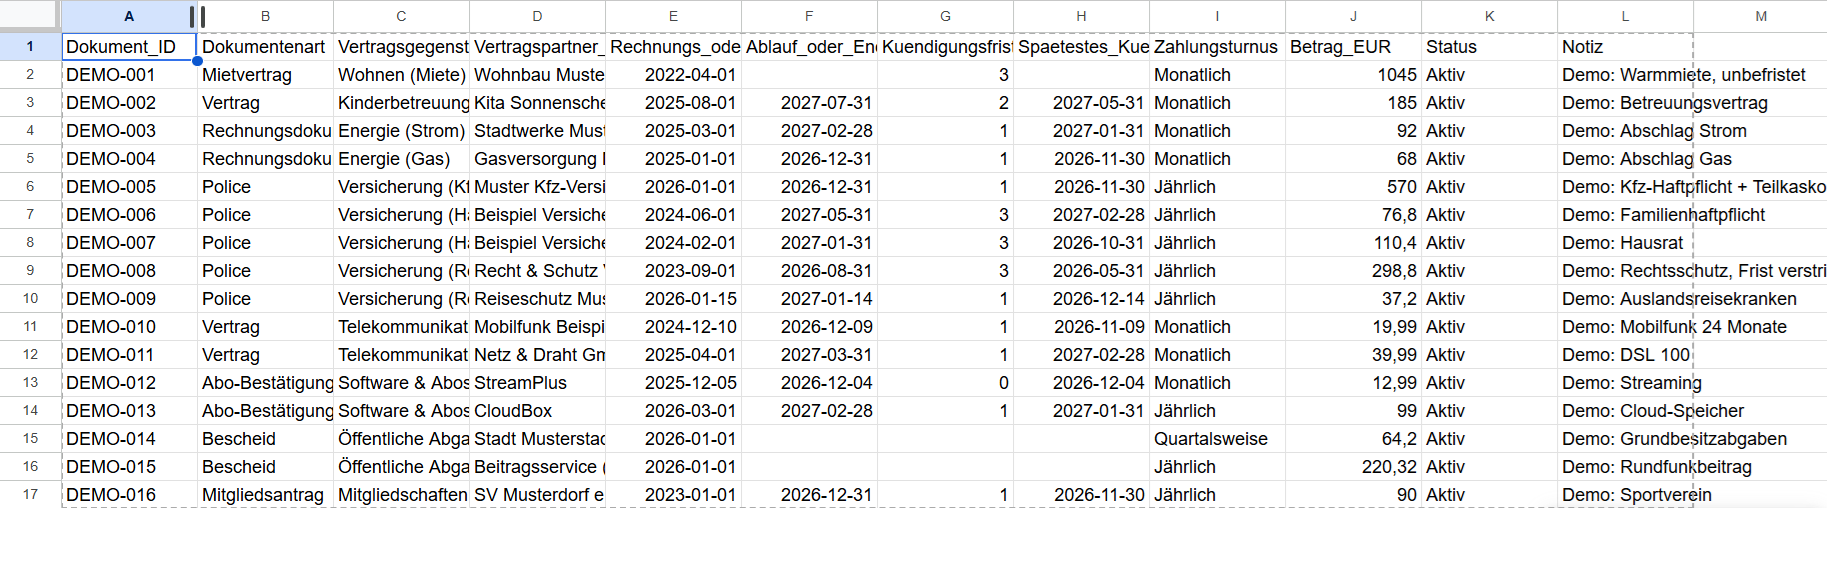 A B C D E F G H I J K L M
1 Dokument_ID Dokumentenart Vertragsgegenst Vertragspartner_ Rechnungs_ode Ablauf_oder_En Kuendigungsfrist Spaetestes_Kue Zahlungsturnus Betrag_EUR Status Notiz
2 DEMO-001 Mietvertrag Wohnen (Miete) Wohnbau Muste 2022-04-01 3 Monatlich 1045 Aktiv Demo: Warmmiete, unbefristet
3 DEMO-002 Vertrag Kinderbetreuung Kita Sonnensche 2025-08-01 2027-07-31 2 2027-05-31 Monatlich 185 Aktiv Demo: Betreuungsvertrag
4 DEMO-003 Rechnungsdoku Energie (Strom) Stadtwerke Must 2025-03-01 2027-02-28 1 2027-01-31 Monatlich 92 Aktiv Demo: Abschlag Strom
5 DEMO-004 Rechnungsdoku Energie (Gas) Gasversorgung 2025-01-01 2026-12-31 1 2026-11-30 Monatlich 68 Aktiv Demo: Abschlag Gas
6 DEMO-005 Police Versicherung (Kf Muster Kfz-Versi 2026-01-01 2026-12-31 1 2026-11-30 Jährlich 570 Aktiv Demo: Kfz-Haftpflicht + Teilkasko
7 DEMO-006 Police Versicherung (Ha Beispiel Versiche 2024-06-01 2027-05-31 3 2027-02-28 Jährlich 76,8 Aktiv Demo: Familienhaftpflicht
8 DEMO-007 Police Versicherung (Ha Beispiel Versiche 2024-02-01 2027-01-31 3 2026-10-31 Jährlich 110,4 Aktiv Demo: Hausrat
9 DEMO-008 Police Versicherung (Re Recht & Schutz 2023-09-01 2026-08-31 3 2026-05-31 Jährlich 298,8 Aktiv Demo: Rechtsschutz, Frist verstri
10 DEMO-009 Police Versicherung (Re Reiseschutz Mus 2026-01-15 2027-01-14 1 2026-12-14 Jährlich 37,2 Aktiv Demo: Auslandsreisekranken
11 DEMO-010 Vertrag Telekommunikat Mobilfunk Beispi 2024-12-10 2026-12-09 1 2026-11-09 Monatlich 19,99 Aktiv Demo: Mobilfunk 24 Monate
12 DEMO-011 Vertrag Telekommunikat Netz & Draht Gm 2025-04-01 2027-03-31 1 2027-02-28 Monatlich 39,99 Aktiv Demo: DSL 100
13 DEMO-012 Abo-Bestätigung Software & Abos StreamPlus 2025-12-05 2026-12-04 0 2026-12-04 Monatlich 12,99 Aktiv Demo: Streaming
14 DEMO-013 Abo-Bestätigung Software & Abos CloudBox 2026-03-01 2027-02-28 1 2027-01-31 Jährlich 99 Aktiv Demo: Cloud-Speicher
15 DEMO-014 Bescheid Öffentliche Abga Stadt Musterstad 2026-01-01 Quartalsweise 64,2 Aktiv Demo: Grundbesitzabgaben
16 DEMO-015 Bescheid Öffentliche Abga Beitragsservice ( 2026-01-01 Jährlich 220,32 Aktiv Demo: Rundfunkbeitrag
17 DEMO-016 Mitgliedsantrag Mitgliedschaften SV Musterdorf e 2023-01-01 2026-12-31 1 2026-11-30 Jährlich 90 Aktiv Demo: Sportverein